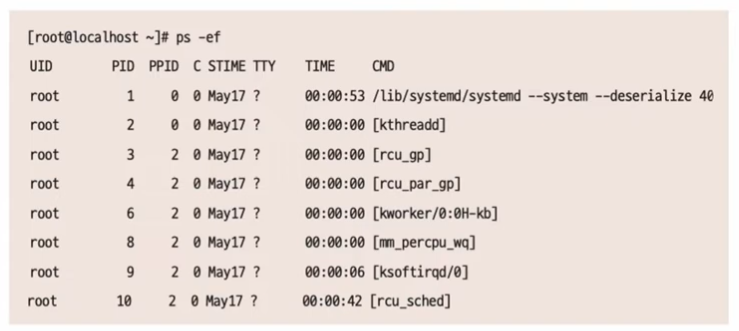 [root@localhost ~]# ps -ef
UID PID PPID C STIME TTY TIME CMD
root 1 0 0 May17 ? 00:00:53 /lib/systemd/systemd --system --deserialize 40
root 2 0 0 May17 ? 00:00:00 [kthreadd]
root 3 2 0 May17 ? 00:00:00 [rcu_gp]
root 4 2 0 May17 ? 00:00:00 [rcu_par_gp]
root 6 2 0 May17 ? 00:00:00 [kworker/0:0H-kb]
root 8 2 0 May17 ? 00:00:00 [mm_percpu_wq]
root 9 2 0 May17 ? 00:00:06 [ksoftirqd/0]
root 10 2 0 May17 ? 00:00:42 [rcu_sched]